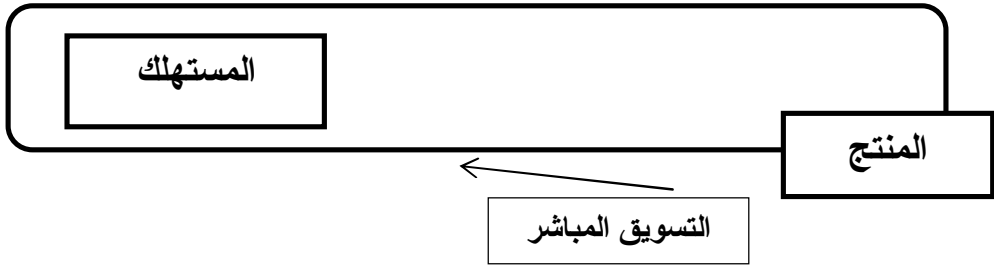 المستهلك
المنتج
التسويق المباشر